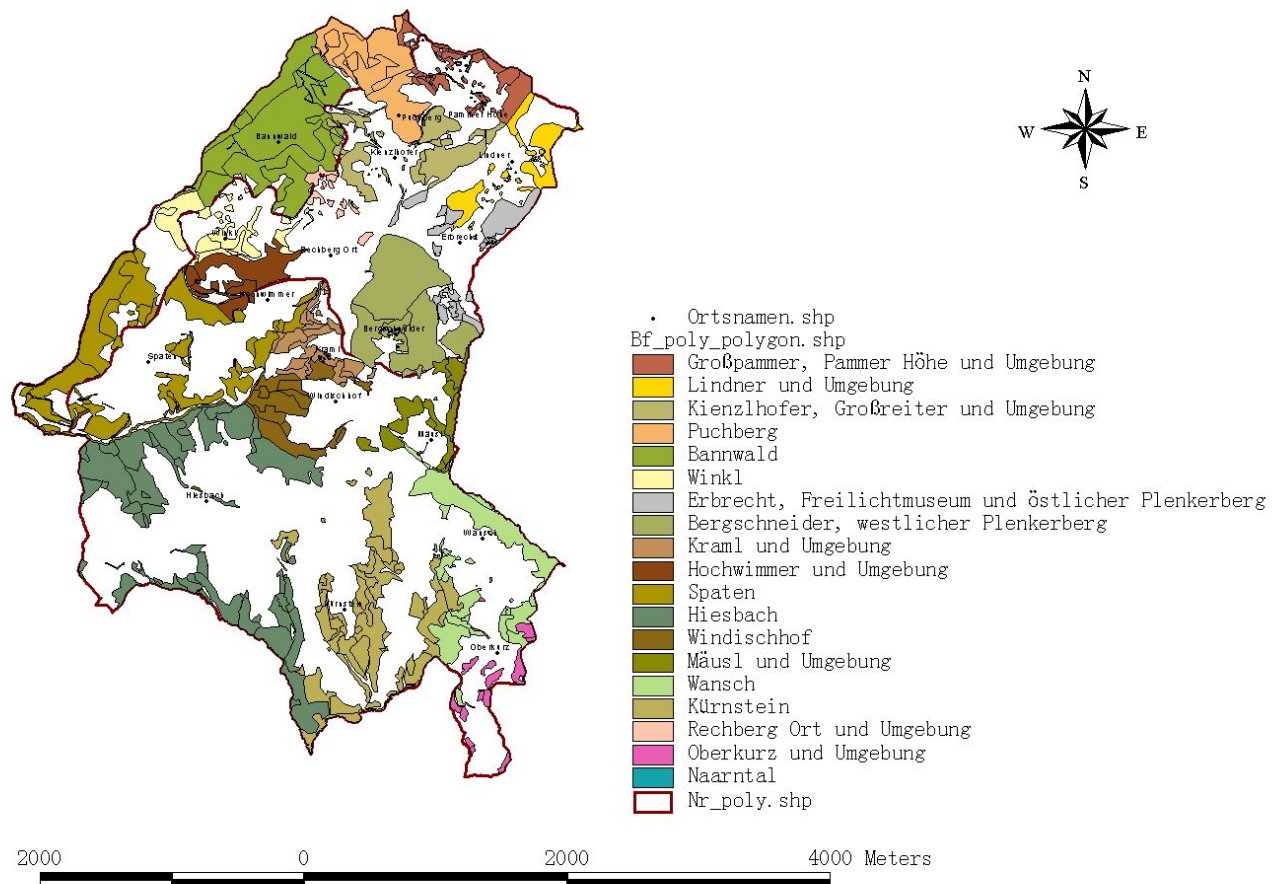 N
W E
S
Puchberg
Pammer Höhe
Bannwald
Kienzlhofer
Lindner
Winkl
Erbrecht
Rechberg Ort
Hochwimmer
Bergschneider
Spaten
Kraml
Windischhof
Mäusl
Hiesbach
Wansch
Kürnstein
Oberkurz
Ortsnamen.shp
Bf_poly_polygon.shp
Großpammer, Pammer Höhe und Umgebung
Lindner und Umgebung
Kienzlhofer, Großreiter und Umgebung
Puchberg
Bannwald
Winkl
Erbrecht, Freilichtmuseum und östlicher Plenkerberg
Bergschneider, westlicher Plenkerberg
Kraml und Umgebung
Hochwimmer und Umgebung
Spaten
Hiesbach
Windischhof
Mäusl und Umgebung
Wansch
Kürnstein
Rechberg Ort und Umgebung
Oberkurz und Umgebung
Naarntal
Nr_poly.shp
2000 0 2000 4000 Meters